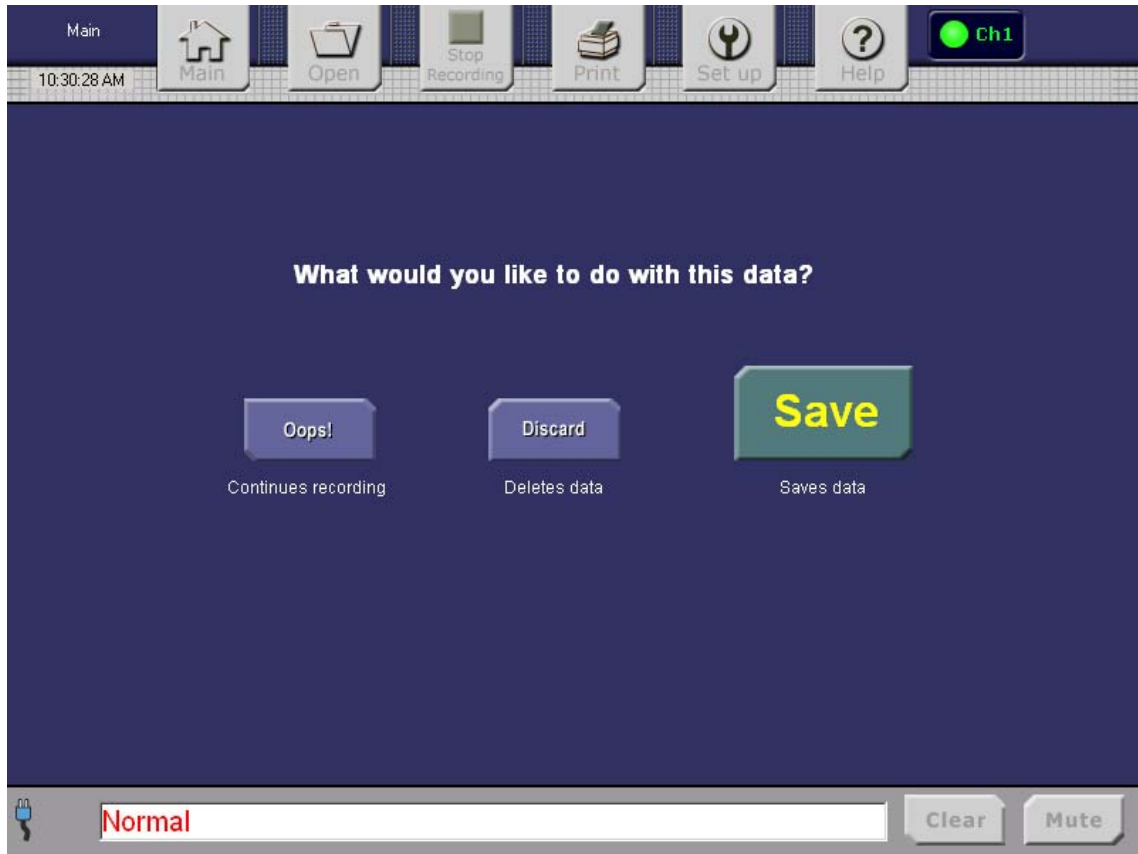 Main
10:30:28 AM
Main
Open
Stop
Recording
Print
Set up
?
Help
Ch1
What would you like to do with this data?
Oops!
Discard
Save
Continues recording
Deletes data
Saves data
Normal
Clear
Mute